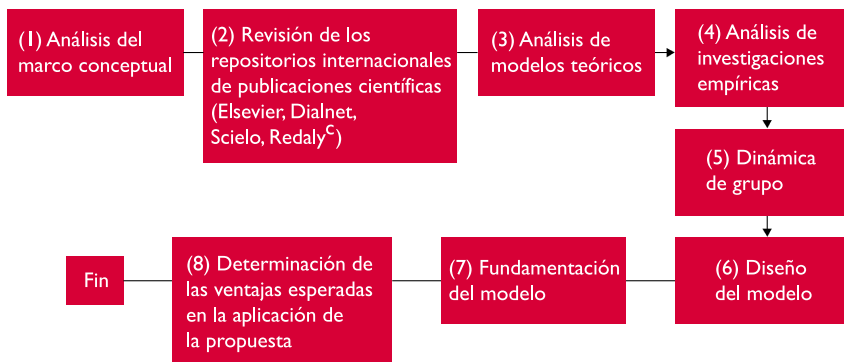 (1) Análisis del
marco conceptual
(2) Revisión de los
repositorios internacionales
de publicaciones científicas
(Elsevier, Dialnet,
Scielo, Redalyc)
(3) Análisis de
modelos teóricos
(4) Análisis de
investigaciones
empíricas
(5) Dinámica
de grupo
(6) Diseño
del modelo
(7) Fundamentación
del modelo
(8) Determinación de
las ventajas esperadas
en la aplicación de
la propuesta
Fin